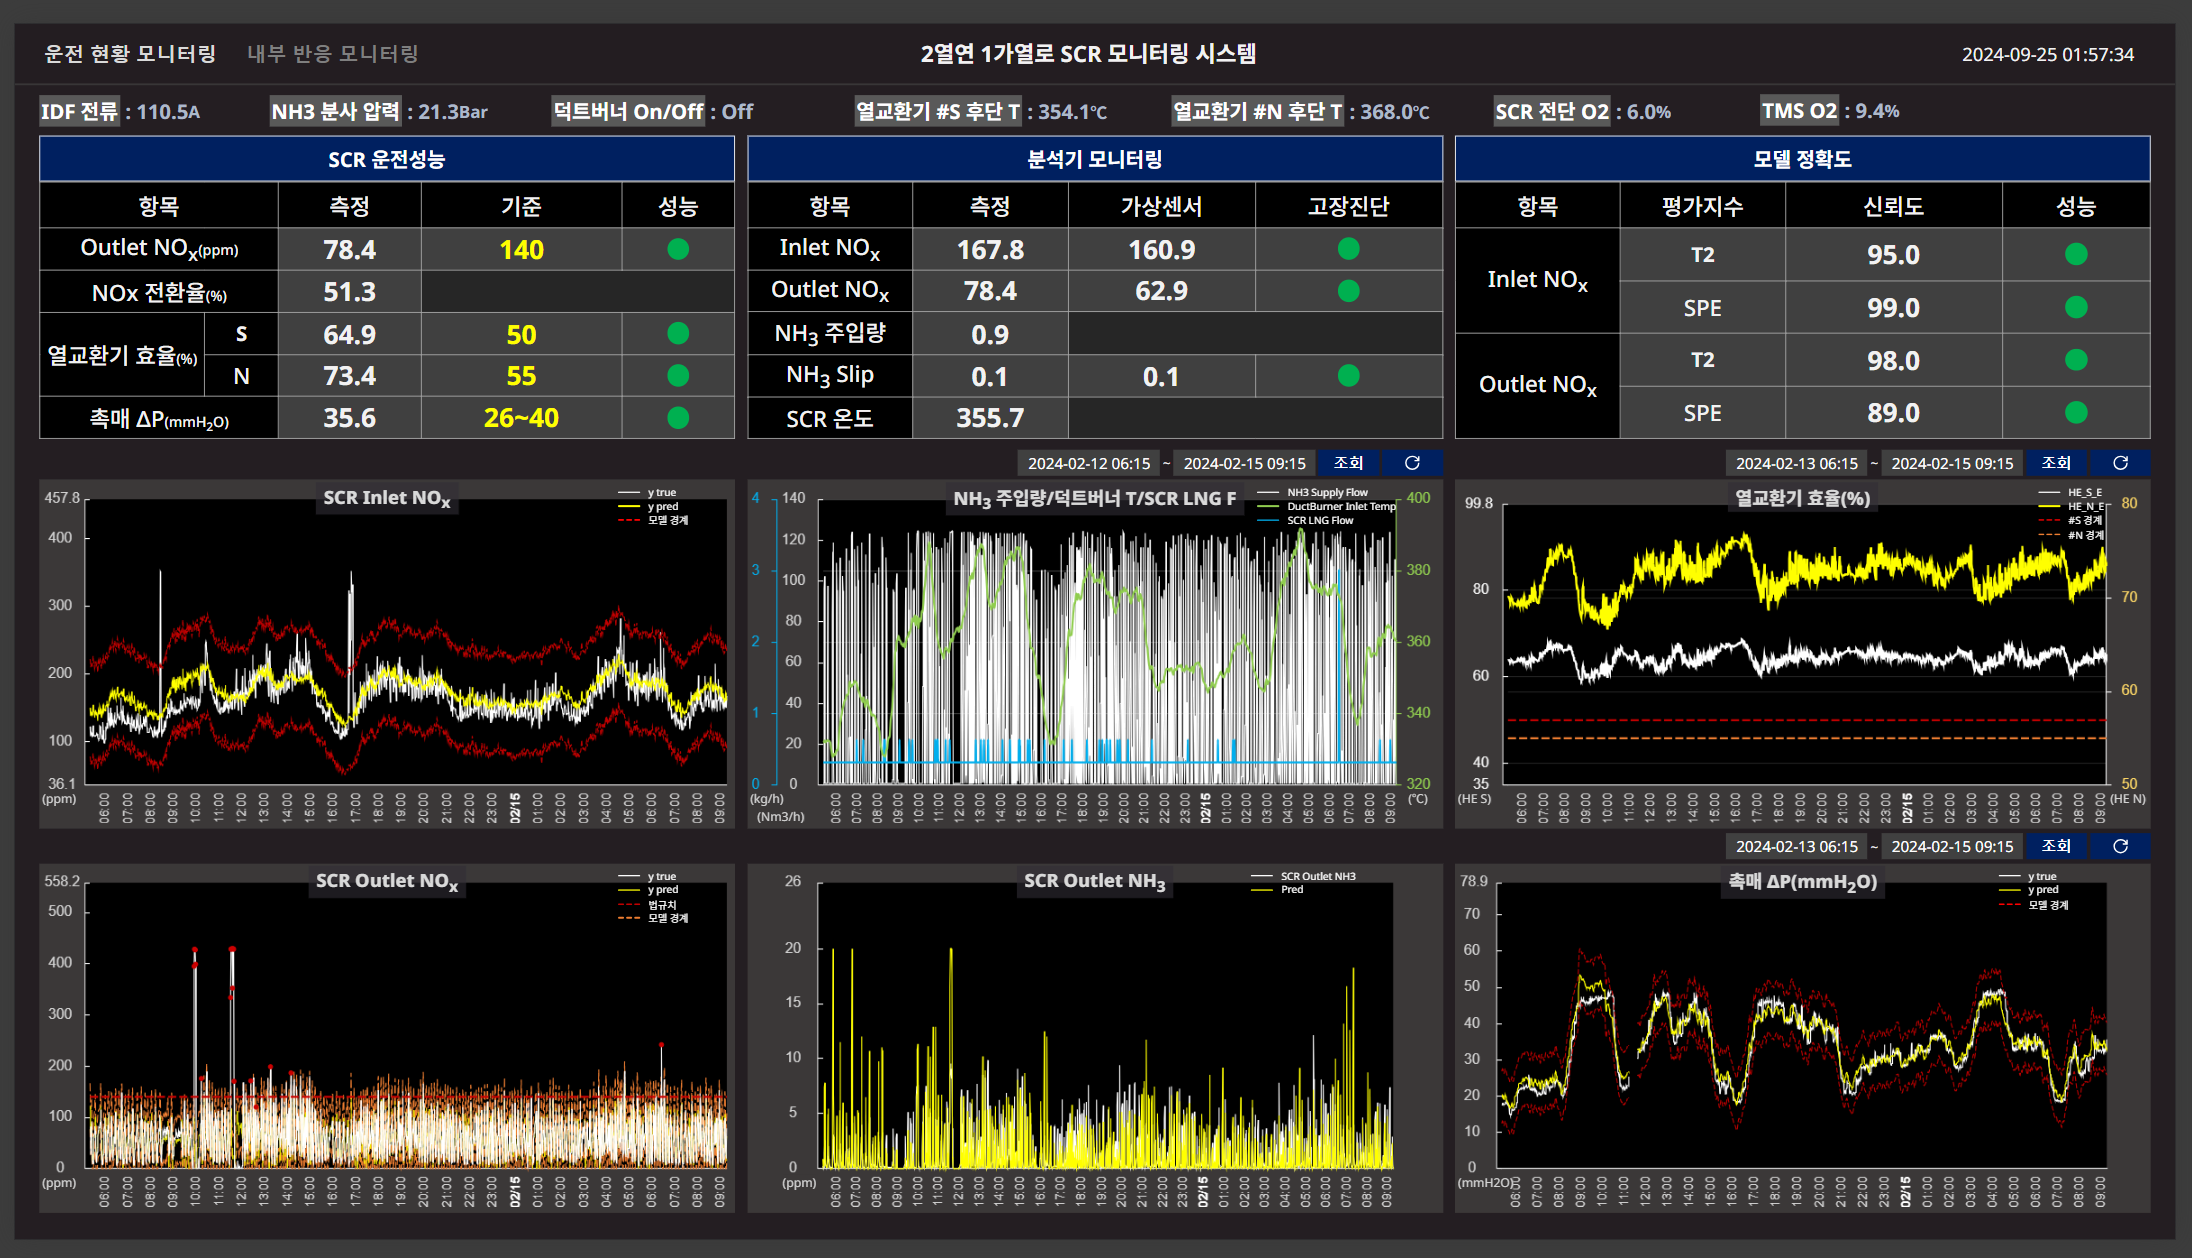 운전 현황 모니터링 내부 반응 모니터링 2열연 1가열로 SCR 모니터링 시스템 2024-09-25 01:57:34
IDF 전류 : 110.5A NH3 분사 압력 : 21.3Bar 덕트버너 On/Off : Off 열교환기 #S 후단 T : 354.1℃ 열교환기 #N 후단 T : 368.0℃ SCR 전단 O2 : 6.0% TMS O2 : 9.4%
SCR 운전성능
항목 측정 기준 성능
Outlet NOx(ppm) 78.4 140
NOx 전환율(%) 51.3
열교환기 효율(%)
S 64.9 50
N 73.4 55
촉매 ΔP(mmH2O) 35.6 26~40
분석기 모니터링
항목 측정 가상센서 고장진단
Inlet NOx 167.8 160.9
Outlet NOx 78.4 62.9
NH3 주입량 0.9
NH3 Slip 0.1 0.1
SCR 온도 355.7
모델 정확도
항목 평가지수 신뢰도 성능
Inlet NOx
T2 95.0
SPE 99.0
Outlet NOx
T2 98.0
SPE 89.0
2024-02-12 06:15 ~ 2024-02-15 09:15 조회
2024-02-13 06:15 ~ 2024-02-15 09:15 조회
SCR Inlet NOx
y true
y pred
모델 경계
457.8
400
300
200
100
36.1
(ppm)
06:00 07:00 08:00 09:00 10:00 11:00 12:00 13:00 14:00 15:00 16:00 17:00 18:00 19:00 20:00 21:00 22:00 23:00 02/15 01:00 02:00 03:00 04:00 05:00 06:00 07:00 08:00 09:00
NH3 주입량/덕트버너 T/SCR LNG F
NH3 Supply Flow
DuctBurner Inlet Temp
SCR LNG Flow
4
3
2
1
0
(kg/h)
140
120
100
80
60
40
20
0
(Nm3/h)
400
380
360
340
320
(℃)
06:00 07:00 08:00 09:00 10:00 11:00 12:00 13:00 14:00 15:00 16:00 17:00 18:00 19:00 20:00 21:00 22:00 23:00 02/15 01:00 02:00 03:00 04:00 05:00 06:00 07:00 08:00 09:00
열교환기 효율(%)
HE_S_E
HE_N_E
#S 경계
#N 경계
99.8
80
60
40
35
(HE S)
80
70
60
50
(HE N)
06:00 07:00 08:00 09:00 10:00 11:00 12:00 13:00 14:00 15:00 16:00 17:00 18:00 19:00 20:00 21:00 22:00 23:00 02/15 01:00 02:00 03:00 04:00 05:00 06:00 07:00 08:00 09:00
2024-02-13 06:15 ~ 2024-02-15 09:15 조회
SCR Outlet NOx
y true
y pred
법규치
모델 경계
558.2
500
400
300
200
100
0
(ppm)
06:00 07:00 08:00 09:00 10:00 11:00 12:00 13:00 14:00 15:00 16:00 17:00 18:00 19:00 20:00 21:00 22:00 23:00 02/15 01:00 02:00 03:00 04:00 05:00 06:00 07:00 08:00 09:00
SCR Outlet NH3
SCR Outlet NH3
Pred
26
20
15
10
5
0
(ppm)
06:00 07:00 08:00 09:00 10:00 11:00 12:00 13:00 14:00 15:00 16:00 17:00 18:00 19:00 20:00 21:00 22:00 23:00 02/15 01:00 02:00 03:00 04:00 05:00 06:00 07:00 08:00 09:00
촉매 ΔP(mmH2O)
y true
y pred
모델 경계
78.9
70
60
50
40
30
20
10
0
(mmH2O)
06:00 07:00 08:00 09:00 10:00 11:00 12:00 13:00 14:00 15:00 16:00 17:00 18:00 19:00 20:00 21:00 22:00 23:00 02/15 01:00 02:00 03:00 04:00 05:00 06:00 07:00 08:00 09:00